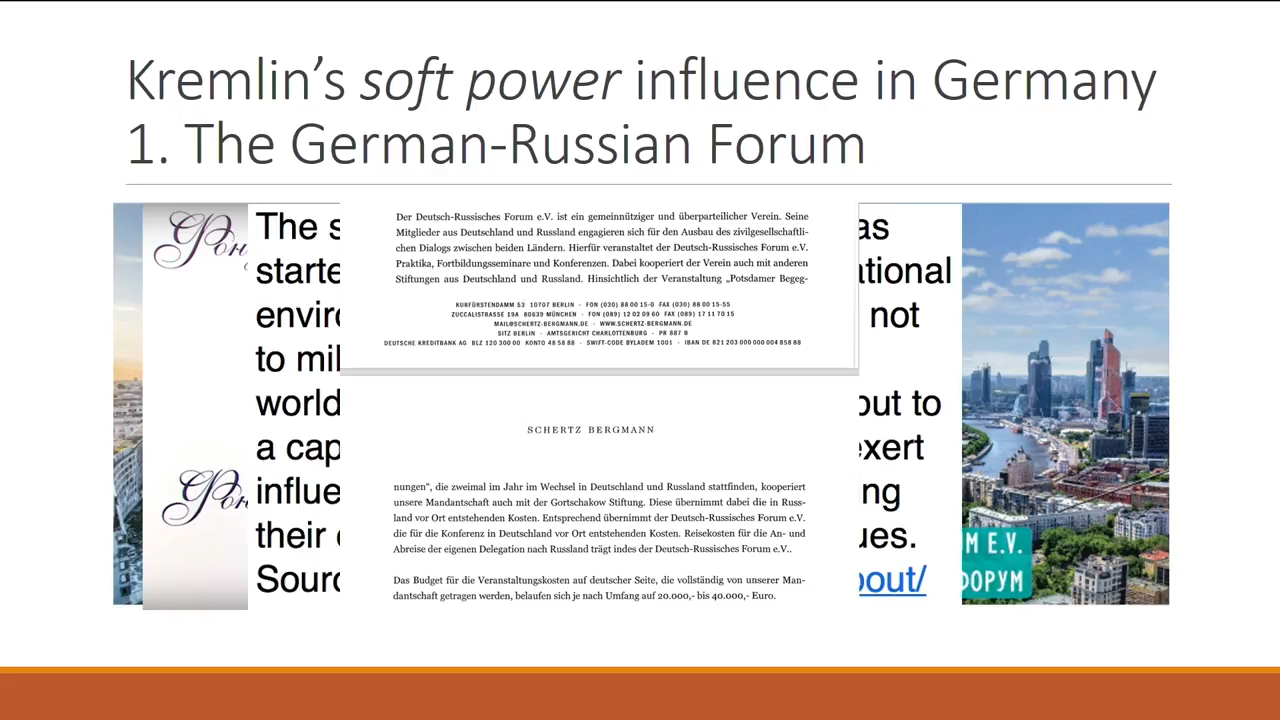 Kremlin's soft power influence in Germany
1. The German-Russian Forum
The s
starte
envir
to mil
world
a cap
influe
their
Sourc
Der Deutsch-Russisches Forum e.V. ist ein gemeinnütziger und überparteilicher Verein. Seine
Mitglieder aus Deutschland und Russland engagieren sich für den Ausbau des zivilgesellschaftli-
chen Dialogs zwischen beiden Ländern. Hierfür veranstaltet der Deutsch-Russisches Forum e.V.
Praktika, Fortbildungsseminare und Konferenzen. Dabei kooperiert der Verein auch mit anderen
Stiftungen aus Deutschland und Russland. Hinsichtlich der Veranstaltung „Potsdamer Begeg-
KURFÜRSTENDAMM 53 10707 BERLIN - FON (030) 88 00 15-0 FAX (030) 88 00 15-55
ZUCCALISTRASSE 19A 80639 MÜNCHEN - FON (089) 12 02 09 60 FAX (089) 17 11 70 15
MAIL@SCHERTZ-BERGMANN.DE - WWW.SCHERTZ-BERGMANN.DE
SITZ BERLIN - AMTSGERICHT CHARLOTTENBURG - PR 887 B
DEUTSCHE KREDITBANK AG BLZ 120 300 00 KONTO 48 58 88 - SWIFT-CODE BYLADEM 1001 - IBAN DE 821 203 000 000 004 858 88
SCHERTZ BERGMANN
nungen", die zweimal im Jahr im Wechsel in Deutschland und Russland stattfinden, kooperiert
unsere Mandantschaft auch mit der Gortschakow Stiftung. Diese übernimmt dabei die in Russ-
land vor Ort entstehenden Kosten. Entsprechend übernimmt der Deutsch-Russisches Forum e.V.
die für die Konferenz in Deutschland vor Ort entstehenden Kosten. Reisekosten für die An- und
Abreise der eigenen Delegation nach Russland trägt indes der Deutsch-Russisches Forum e.V..
Das Budget für die Veranstaltungskosten auf deutscher Seite, die vollständig von unserer Man-
dantschaft getragen werden, belaufen sich je nach Umfang auf 20.000,- bis 40.000,- Euro.
as
ational
not
out to
exert
ng
ues.
bout/
M E.V.
ФОРУМ